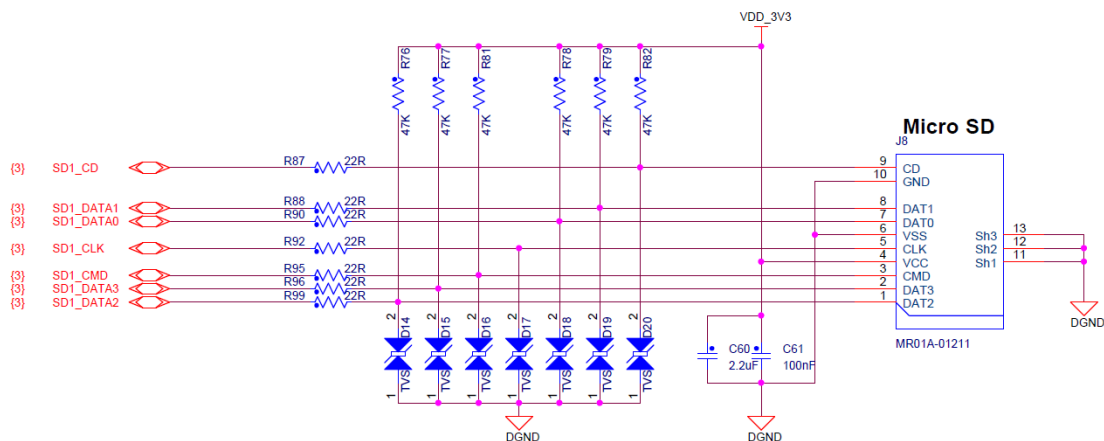 VDD_3V3
R76 R77 R81 R78 R79 R82
47K 47K 47K 47K 47K 47K
Micro SD
J8
{3} SD1_CD R87 22R 9 CD
10 GND
{3} SD1_DATA1 R88 22R 8 DAT1
{3} SD1_DATA0 R90 22R 7 DAT0
6 VSS Sh3 13
{3} SD1_CLK R92 22R 5 CLK Sh2 12
4 VCC Sh1 11
{3} SD1_CMD R95 22R 3 CMD
{3} SD1_DATA3 R96 22R 2 DAT3
{3} SD1_DATA2 R99 22R 1 DAT2
2 D14 2 D15 2 D16 2 D17 2 D18 2 D19 2 D20
DGND
MR01A-01211
C60 C61
2.2uF 100nF
1 TVS 1 TVS 1 TVS 1 TVS 1 TVS 1 TVS 1 TVS
DGND DGND